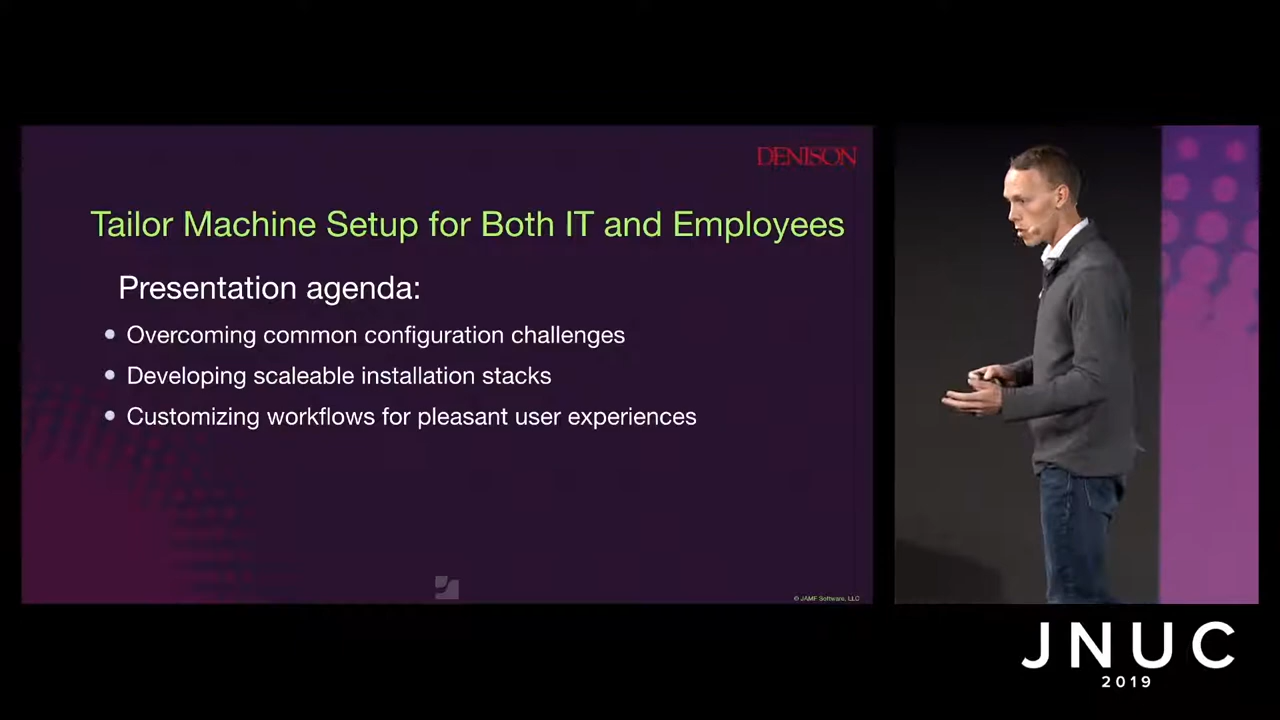 DENISON
Tailor Machine Setup for Both IT and Employees
Presentation agenda:
• Overcoming common configuration challenges
• Developing scaleable installation stacks
• Customizing workflows for pleasant user experiences
© JAMF Software, LLC
JNUC
2019